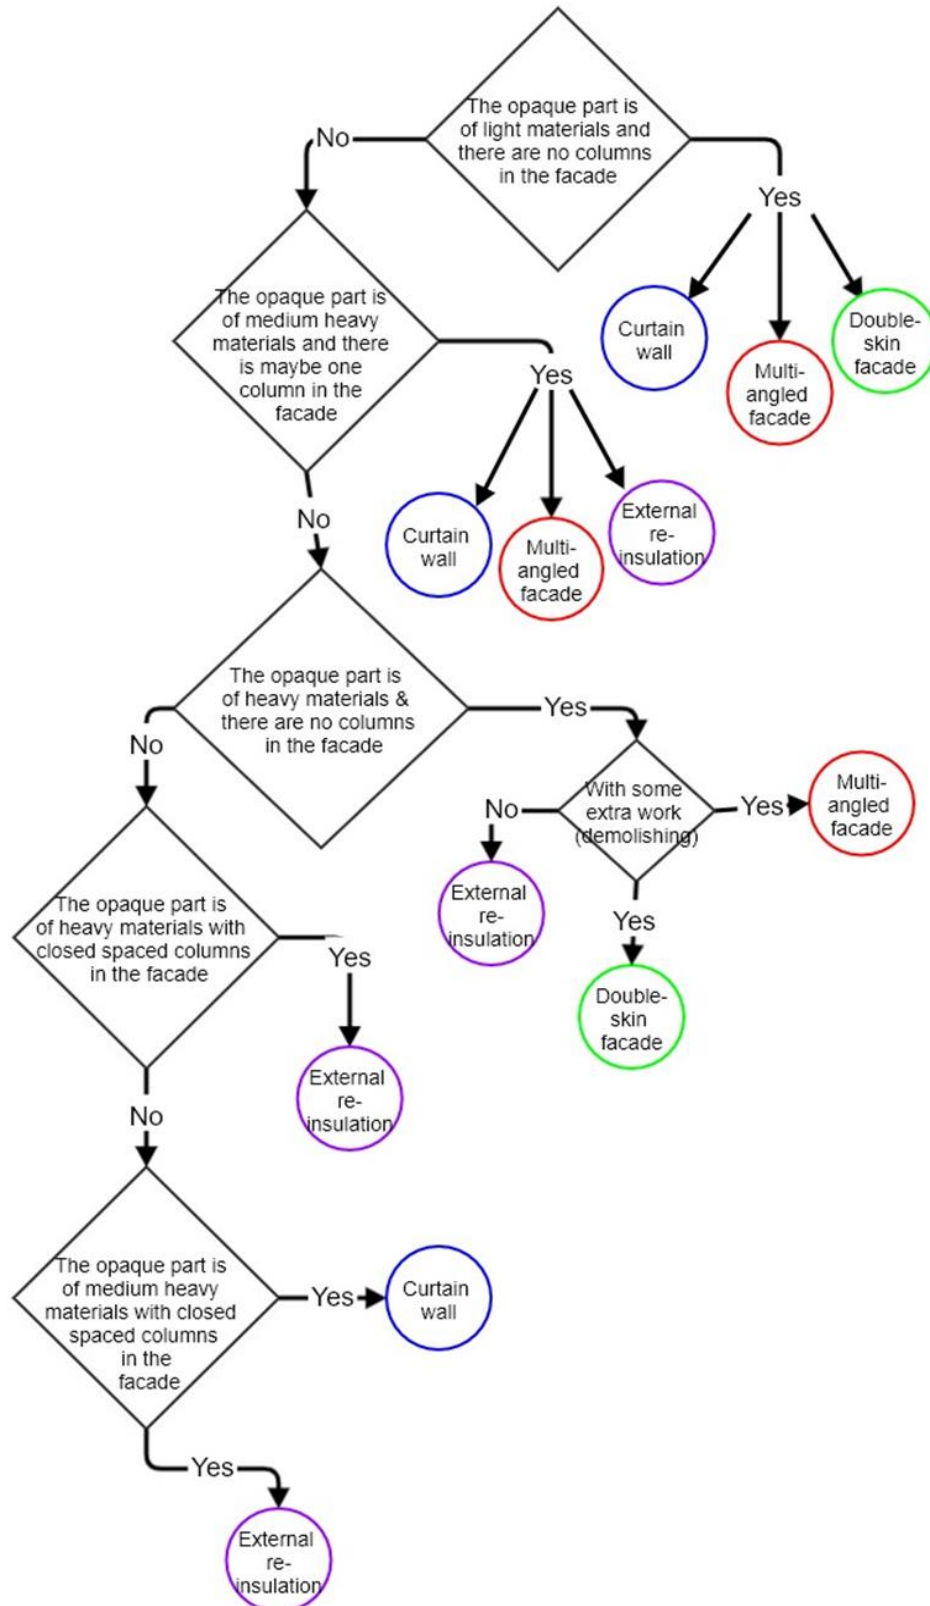 The opaque part is
of light materials and
there are no columns
in the facade
No
Yes
Curtain
wall
Multi-
angled
facade
Double-
skin
facade
The opaque part is
of medium heavy
materials and there
is maybe one
column in the
facade
Yes
Curtain
wall
Multi-
angled
facade
External
re-
insulation
No
The opaque part is
of heavy materials &
there are no columns
in the facade
Yes
With some
extra work
(demolishing)
Yes
Multi-
angled
facade
No
External
re-
insulation
Yes
Double-
skin
facade
No
The opaque part is
of heavy materials with
closed spaced columns
in the facade
Yes
External
re-
insulation
No
The opaque part is
of medium heavy
materials with closed
spaced columns
in the
facade
Yes
Curtain
wall
Yes
External
re-
insulation